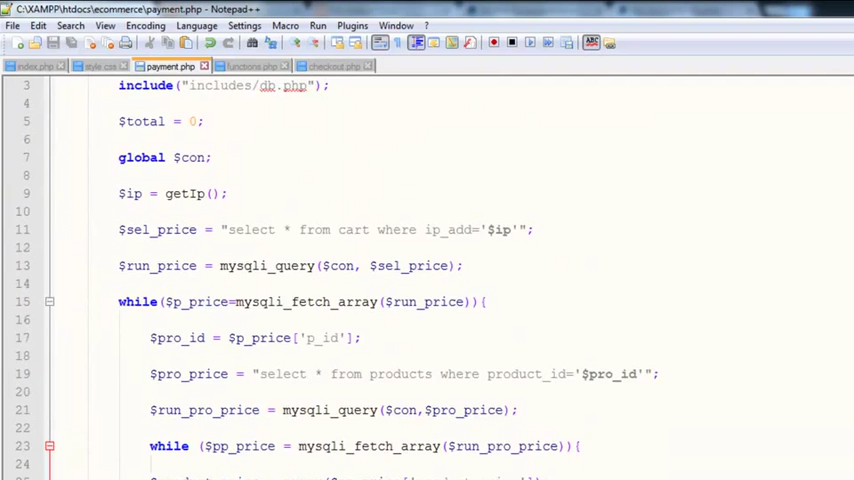 C:\XAMPP\htdocs\ecommerce\payment.php - Notepad++
File Edit Search View Encoding Language Settings Macro Run Plugins Window ?
index.php style.css payment.php functions.php checkout.php
3 include("includes/db.php");
4
5 $total = 0;
6
7 global $con;
8
9 $ip = getIp();
10
11 $sel_price = "select * from cart where ip_add='$ip'";
12
13 $run_price = mysqli_query($con, $sel_price);
14
15 while($p_price=mysqli_fetch_array($run_price)){
16
17 $pro_id = $p_price['p_id'];
18
19 $pro_price = "select * from products where product_id='$pro_id'";
20
21 $run_pro_price = mysqli_query($con,$pro_price);
22
23 while ($pp_price = mysqli_fetch_array($run_pro_price)){
24